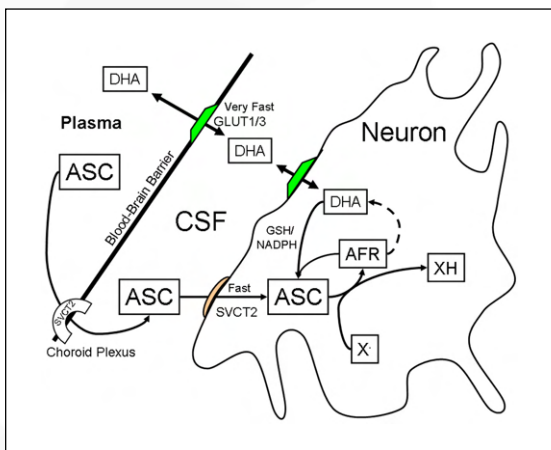 DHA
Very Fast
GLUT1/3
Plasma
Neuron
DHA
ASC
Blood-Brain Barrier
DHA
CSF
GSH/
NADPH
AFR
XH
ASC
Fast
ASC
SVCT2
SVCT2
Choroid Plexus
X·